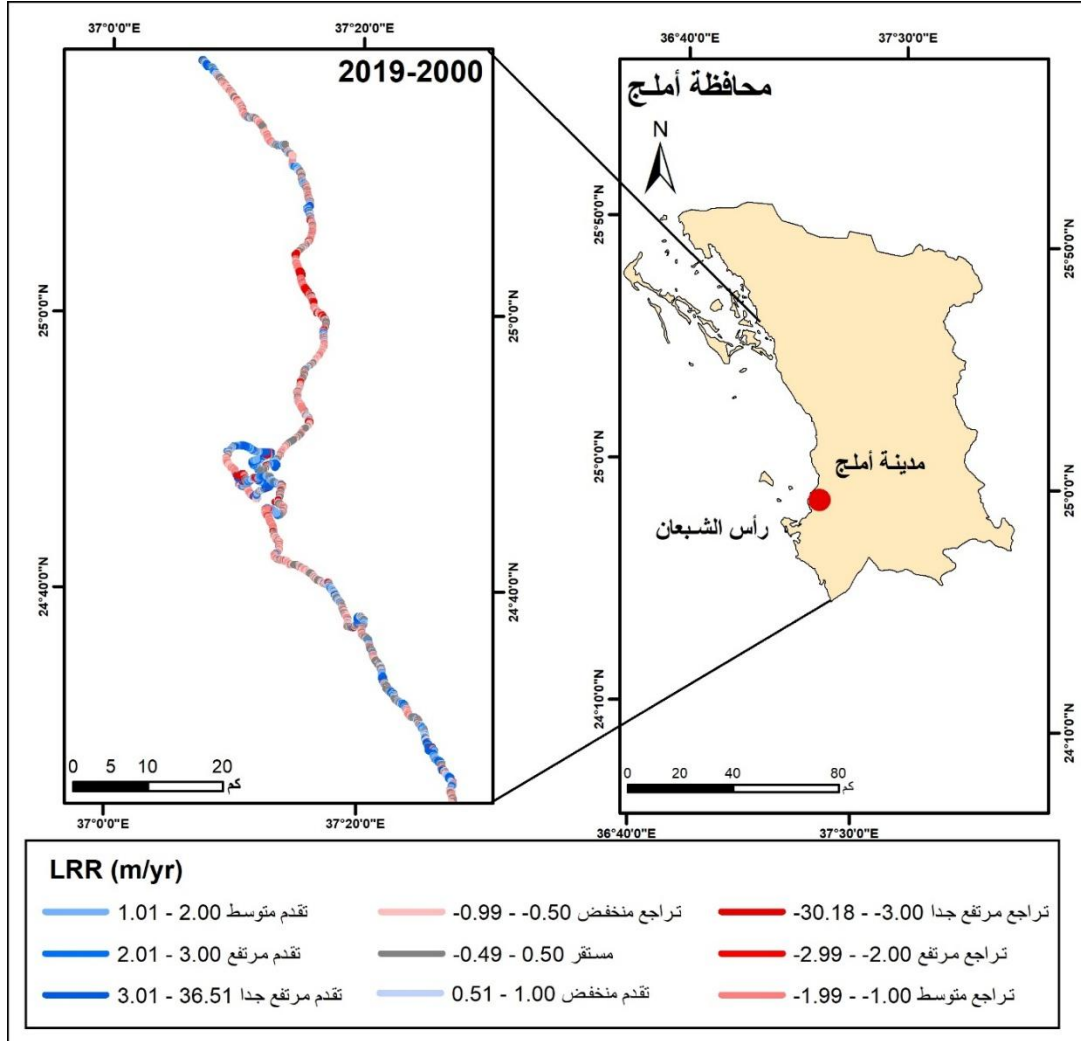 37°0'0"E
37°20'0"E
2019-2000
25°0'0"N
25°0'0"N
24°40'0"N
24°40'0"N
0 5 10 20
كم
37°0'0"E
37°20'0"E
36°40'0"E
37°30'0"E
محافظة أملج
N
25°50'0"N
25°50'0"N
25°0'0"N
25°0'0"N
مدينة أملج
رأس الشبعان
24°10'0"N
24°10'0"N
0 20 40 80
كم
36°40'0"E
37°30'0"E
LRR (m/yr)
تراجع مرتفع جدا -30.18 - -3.00
تراجع مرتفع -2.99 - -2.00
تراجع متوسط -1.99 - -1.00
تراجع منخفض -0.99 - -0.50
مستقر -0.49 - 0.50
تقدم منخفض 0.51 - 1.00
تقدم متوسط 1.01 - 2.00
تقدم مرتفع 2.01 - 3.00
تقدم مرتفع جدا 3.01 - 36.51